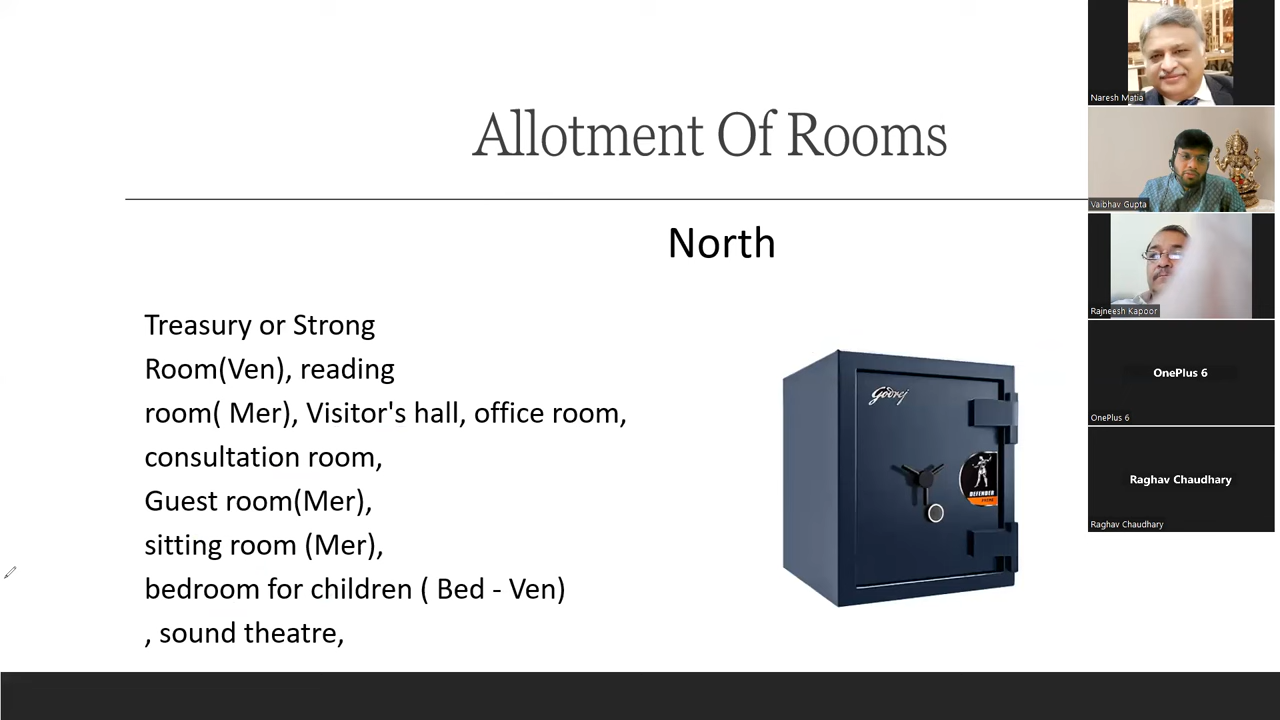 Allotment Of Rooms
North
Treasury or Strong
Room(Ven), reading
room( Mer), Visitor's hall, office room,
consultation room,
Guest room(Mer),
sitting room (Mer),
bedroom for children ( Bed - Ven)
, sound theatre,
Godrej
DEFENDER
Naresh Matia
Vaibhav Gupta
Rajneesh Kapoor
OnePlus 6
OnePlus 6
Raghav Chaudhary
Raghav Chaudhary